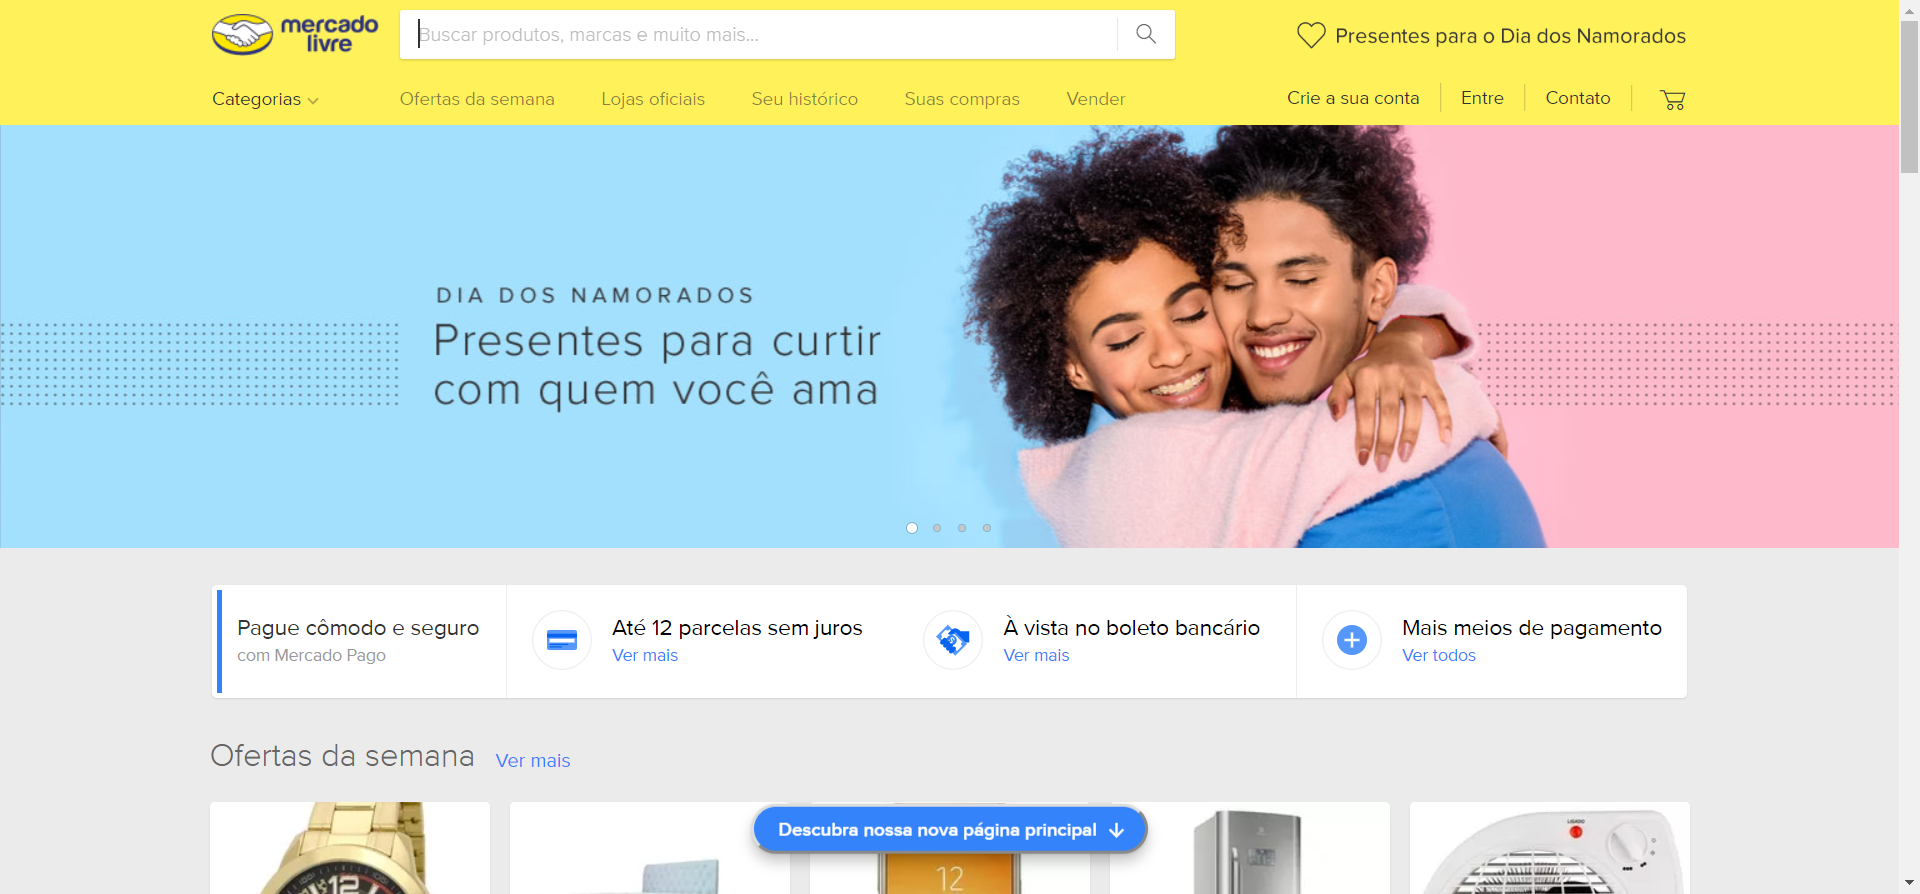 mercado
livre
Buscar produtos, marcas e muito mais...
Presentes para o Dia dos Namorados
Categorias
Ofertas da semana
Lojas oficiais
Seu histórico
Suas compras
Vender
Crie a sua conta
Entre
Contato
DIA DOS NAMORADOS
Presentes para curtir
com quem você ama
Pague cômodo e seguro
com Mercado Pago
Até 12 parcelas sem juros
Ver mais
À vista no boleto bancário
Ver mais
Mais meios de pagamento
Ver todos
Ofertas da semana
Ver mais
Descubra nossa nova página principal
12
12
LIGADO